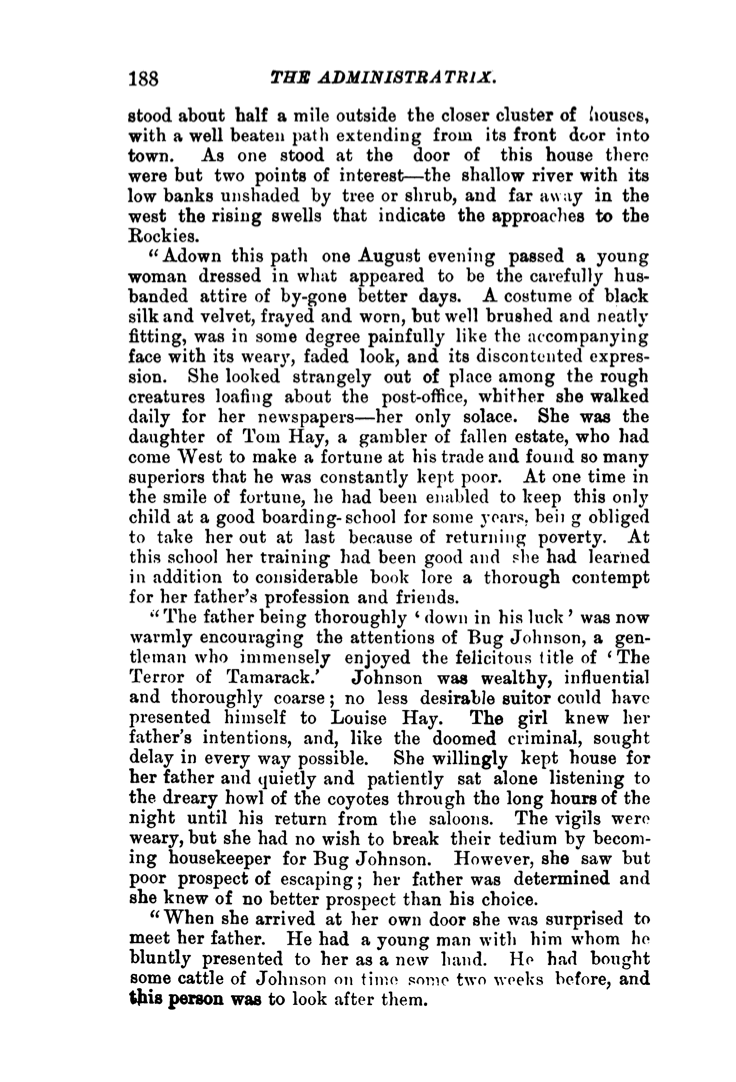 188 THE ADMINISTRATRIX.
stood about half a mile outside the closer cluster of houses,
with a well beaten path extending from its front door into
town. As one stood at the door of this house there
were but two points of interest—the shallow river with its
low banks unshaded by tree or shrub, and far away in the
west the rising swells that indicate the approaches to the
Rockies.
"Adown this path one August evening passed a young
woman dressed in what appeared to be the carefully hus-
banded attire of by-gone better days. A costume of black
silk and velvet, frayed and worn, but well brushed and neatly
fitting, was in some degree painfully like the accompanying
face with its weary, faded look, and its discontented expres-
sion. She looked strangely out of place among the rough
creatures loafing about the post-office, whither she walked
daily for her newspapers—her only solace. She was the
daughter of Tom Hay, a gambler of fallen estate, who had
come West to make a fortune at his trade and found so many
superiors that he was constantly kept poor. At one time in
the smile of fortune, he had been enabled to keep this only
child at a good boarding-school for some years, being obliged
to take her out at last because of returning poverty. At
this school her training had been good and she had learned
in addition to considerable book lore a thorough contempt
for her father's profession and friends.
"The father being thoroughly 'down in his luck' was now
warmly encouraging the attentions of Bug Johnson, a gen-
tleman who immensely enjoyed the felicitous title of 'The
Terror of Tamarack.' Johnson was wealthy, influential
and thoroughly coarse; no less desirable suitor could have
presented himself to Louise Hay. The girl knew her
father's intentions, and, like the doomed criminal, sought
delay in every way possible. She willingly kept house for
her father and quietly and patiently sat alone listening to
the dreary howl of the coyotes through the long hours of the
night until his return from the saloons. The vigils were
weary, but she had no wish to break their tedium by becom-
ing housekeeper for Bug Johnson. However, she saw but
poor prospect of escaping; her father was determined and
she knew of no better prospect than his choice.
"When she arrived at her own door she was surprised to
meet her father. He had a young man with him whom he
bluntly presented to her as a new hand. He had bought
some cattle of Johnson on time some two weeks before, and
this person was to look after them.